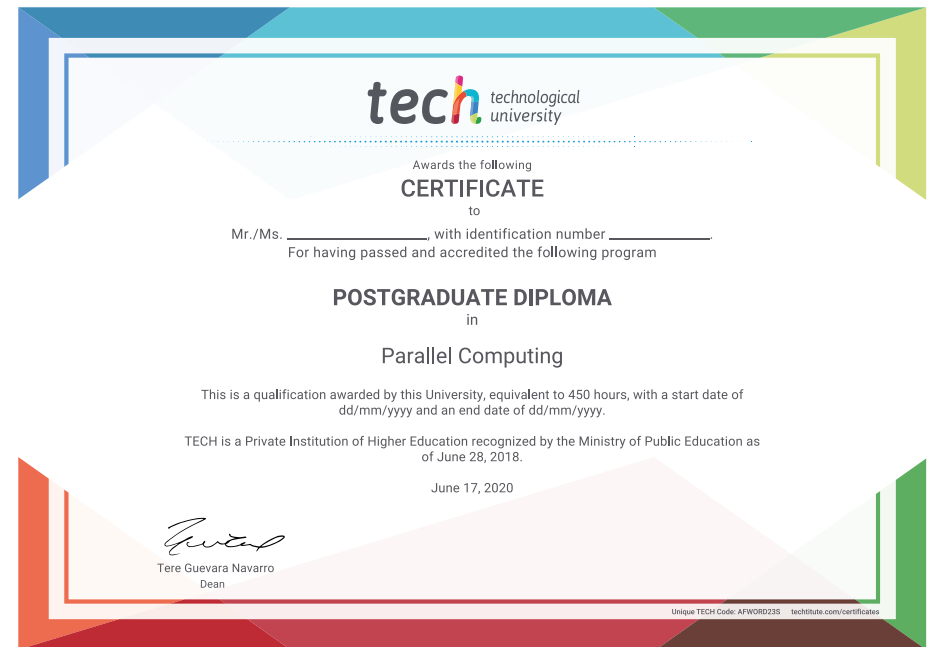 tech technological
university
Awards the following
CERTIFICATE
to
Mr./Ms. ____________________, with identification number ______________.
For having passed and accredited the following program
POSTGRADUATE DIPLOMA
in
Parallel Computing
This is a qualification awarded by this University, equivalent to 450 hours, with a start date of
dd/mm/yyyy and an end date of dd/mm/yyyy.
TECH is a Private Institution of Higher Education recognized by the Ministry of Public Education as
of June 28, 2018.
June 17, 2020
Tere Guevara Navarro
Dean
Unique TECH Code: AFWORD23S techtitute.com/certificates